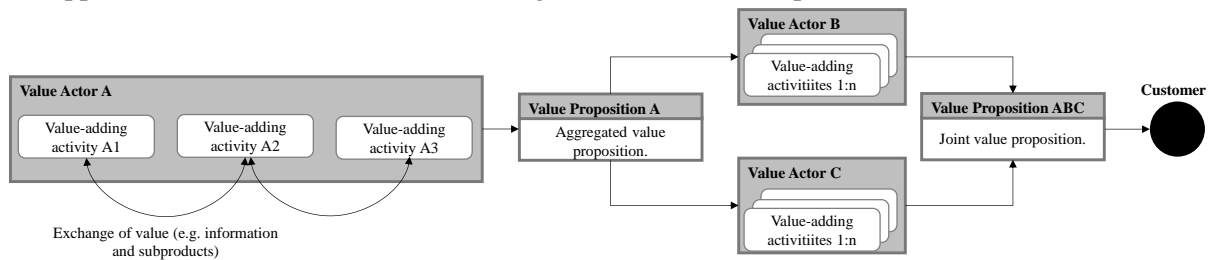 Value Actor A
Value-adding
activity A1
Value-adding
activity A2
Value-adding
activity A3
Exchange of value (e.g. information
and subproducts)
Value Proposition A
Aggregated value
proposition.
Value Actor B
Value-adding
activitiites 1:n
Value Actor C
Value-adding
activitiites 1:n
Value Proposition ABC
Joint value proposition.
Customer